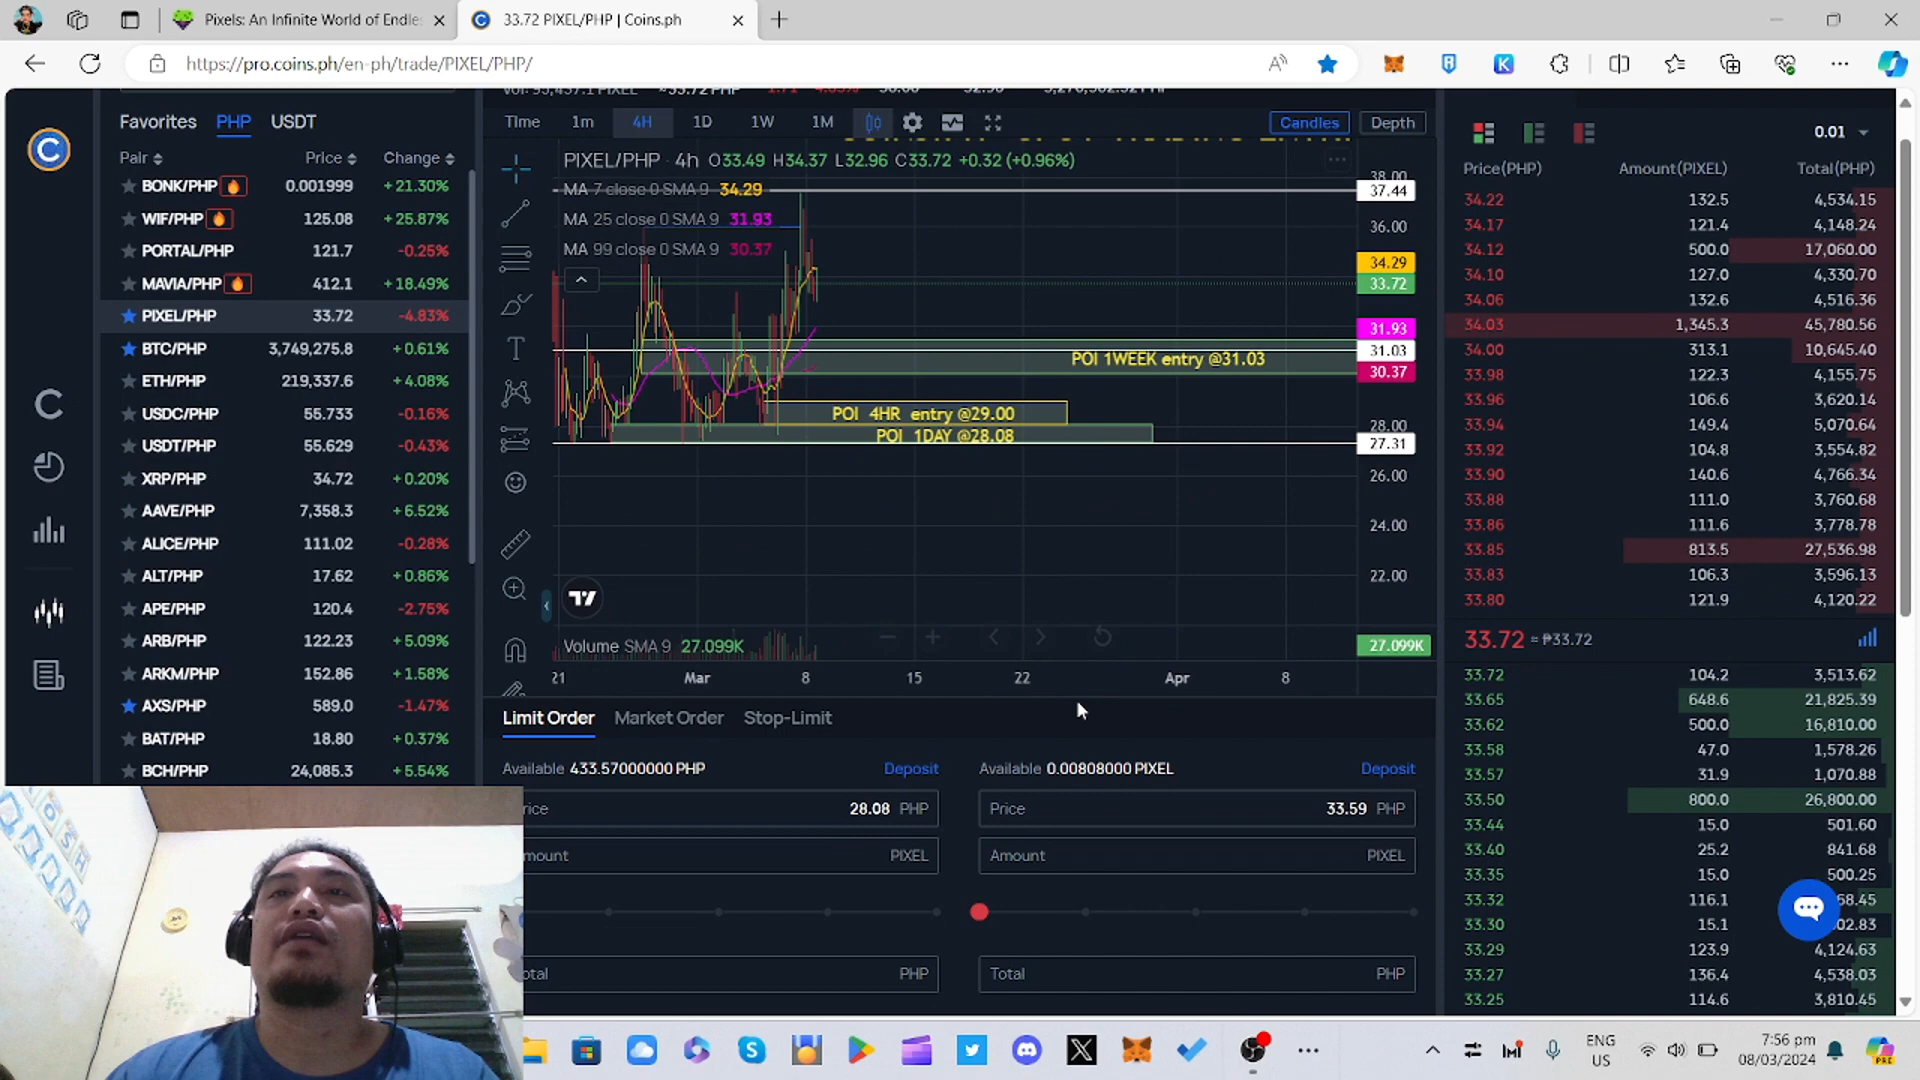 Pixels: An Infinite World of Endle
33.72 PIXEL/PHP | Coins.ph
https://pro.coins.ph/en-ph/trade/PIXEL/PHP/
Favorites PHP USDT
Pair Price Change
BONK/PHP 0.001999 +21.30%
WIF/PHP 125.08 +25.87%
PORTAL/PHP 121.7 -0.25%
MAVIA/PHP 412.1 +18.49%
PIXEL/PHP 33.72 -4.83%
BTC/PHP 3,749,275.8 +0.61%
ETH/PHP 219,337.6 +4.08%
USDC/PHP 55.733 -0.16%
USDT/PHP 55.629 -0.43%
XRP/PHP 34.72 +0.20%
AAVE/PHP 7,358.3 +6.52%
ALICE/PHP 111.02 -0.28%
ALT/PHP 17.62 +0.86%
APE/PHP 120.4 -2.75%
ARB/PHP 122.23 +5.09%
ARKM/PHP 152.86 +1.58%
AXS/PHP 589.0 -1.47%
BAT/PHP 18.80 +0.37%
BCH/PHP 24,085.3 +5.54%
Time 1m 4H 1D 1W 1M Candles Depth
PIXEL/PHP · 4h O33.49 H34.37 L32.96 C33.72 +0.32 (+0.96%)
MA 7 close 0 SMA 9 34.29
MA 25 close 0 SMA 9 31.93
MA 99 close 0 SMA 9 30.37
38.00
37.44
36.00
34.29
33.72
31.93
31.03
30.37
28.00
27.31
26.00
24.00
22.00
POI 1WEEK entry @31.03
POI 4HR entry @29.00
POI 1DAY @28.08
Volume SMA 9 27.099K
27.099K
21 Mar 8 15 22 Apr 8
Limit Order Market Order Stop-Limit
Available 433.57000000 PHP Deposit
rice 28.08 PHP
mount PIXEL
otal PHP
Available 0.00808000 PIXEL Deposit
Price 33.59 PHP
Amount PIXEL
Total PHP
0.01
Price(PHP) Amount(PIXEL) Total(PHP)
34.22 132.5 4,534.15
34.17 121.4 4,148.24
34.12 500.0 17,060.00
34.10 127.0 4,330.70
34.06 132.6 4,516.36
34.03 1,345.3 45,780.56
34.00 313.1 10,645.40
33.98 122.3 4,155.75
33.96 106.6 3,620.14
33.94 149.4 5,070.64
33.92 104.8 3,554.82
33.90 140.6 4,766.34
33.88 111.0 3,760.68
33.86 111.6 3,778.78
33.85 813.5 27,536.98
33.83 106.3 3,596.13
33.80 121.9 4,120.22
33.72 ≈ ₱33.72
33.72 104.2 3,513.62
33.65 648.6 21,825.39
33.62 500.0 16,810.00
33.58 47.0 1,578.26
33.57 31.9 1,070.88
33.50 800.0 26,800.00
33.44 15.0 501.60
33.40 25.2 841.68
33.35 15.0 500.25
33.32 116.1 68.45
33.30 15.1 02.83
33.29 123.9 4,124.63
33.27 136.4 4,538.03
33.25 114.6 3,810.45
ENG
US
7:56 pm
08/03/2024
PRE